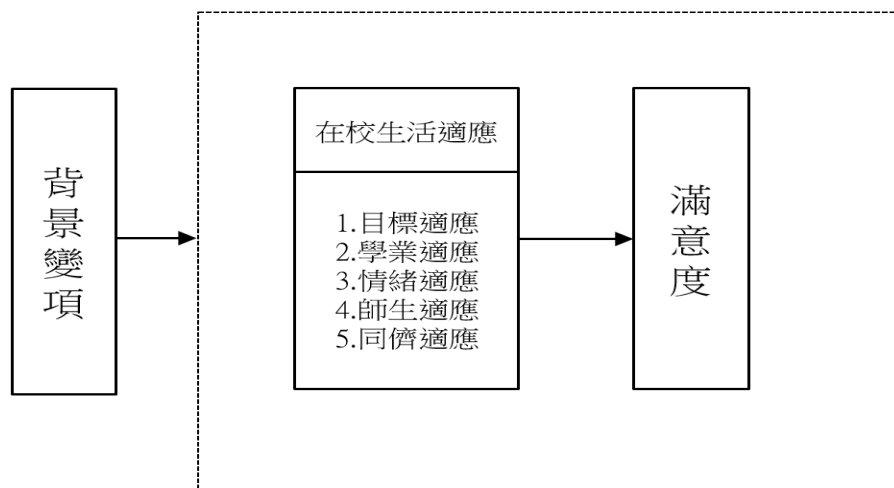 背景變項
在校生活適應
1.目標適應
2.學業適應
3.情緒適應
4.師生適應
5.同儕適應
滿意度